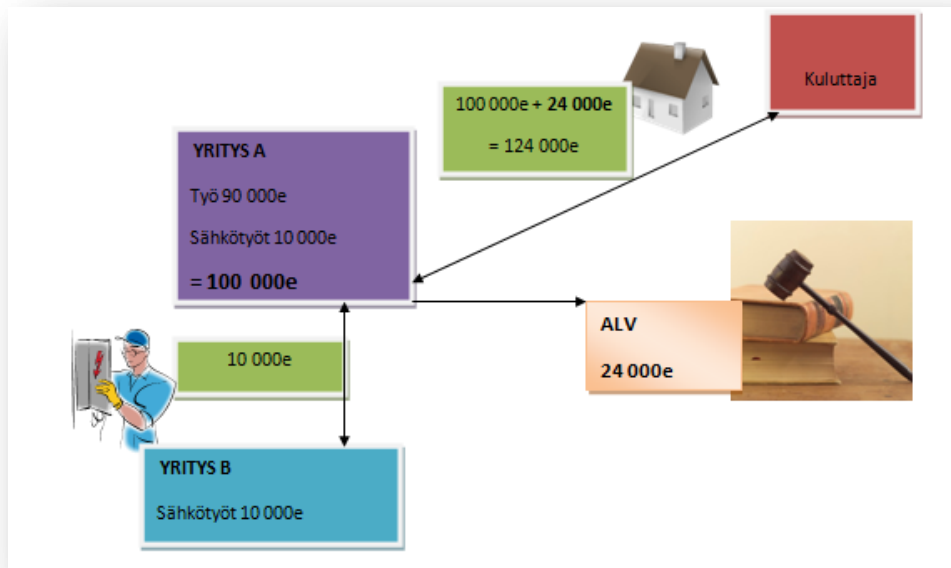 Kuluttaja
100 000e + 24 000e
= 124 000e
YRITYS A
Työ 90 000e
Sähkötyöt 10 000e
= 100 000e
ALV
24 000e
10 000e
YRITYS B
Sähkötyöt 10 000e